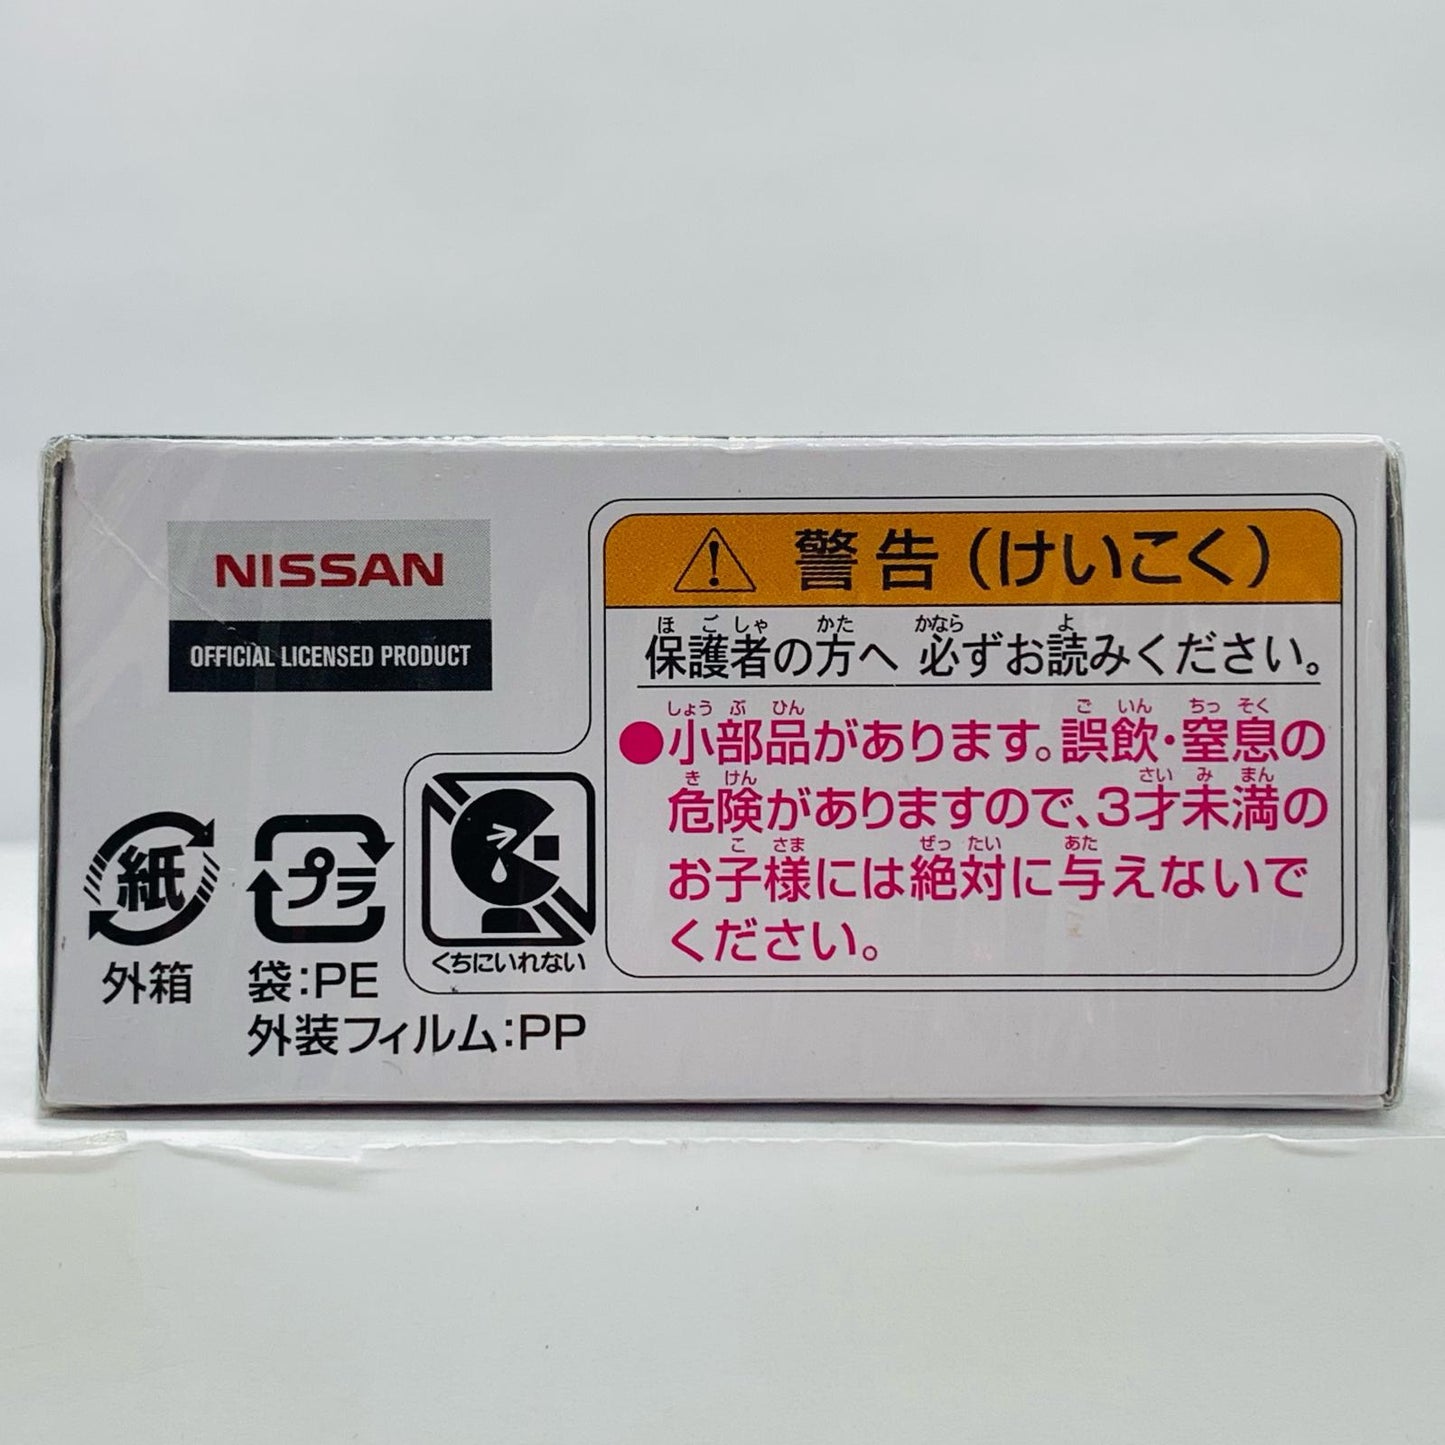 NISSAN
OFFICIAL LICENSED PRODUCT
紙
外箱
プラ
袋:PE
外装フィルム:PP
くちにいれない
警告(けいこく)
ほごしゃ かた かなら よ
保護者の方へ 必ずお読みください。
しょう ぶ ひん ご いん ちっ そく
●小部品があります。誤飲・窒息の
き けん さい み まん
危険がありますので、3才未満の
こ さま ぜっ たい あた
お子様には絶対に与えないで
ください。